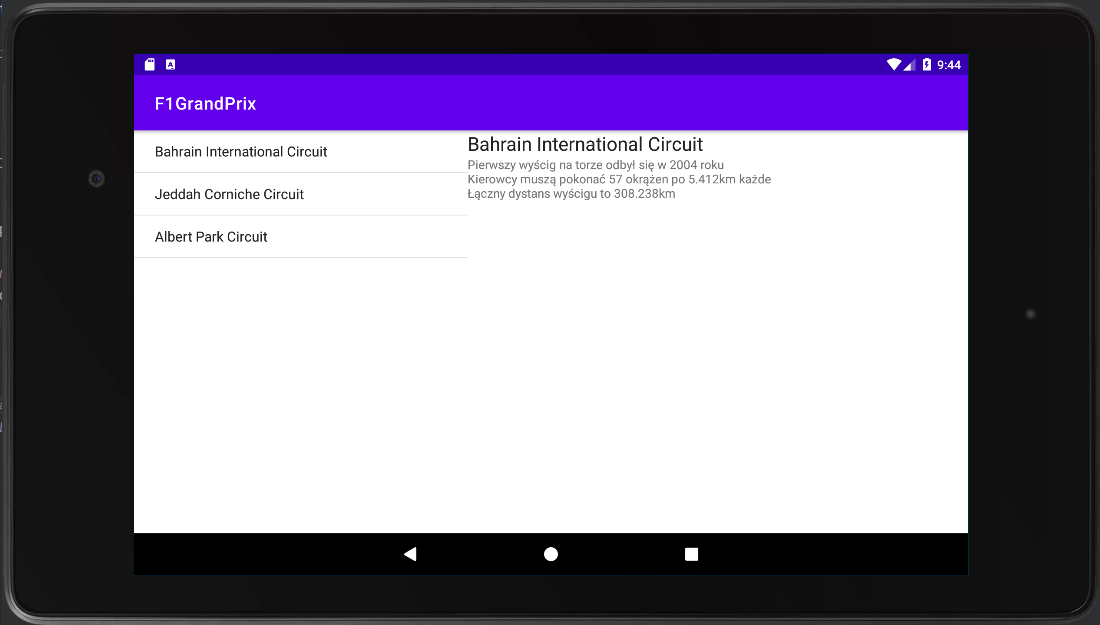 9:44
F1GrandPrix
Bahrain International Circuit
Jeddah Corniche Circuit
Albert Park Circuit
Bahrain International Circuit
Pierwszy wyścig na torze odbył się w 2004 roku
Kierowcy muszą pokonać 57 okrążen po 5.412km każde
Łączny dystans wyścigu to 308.238km